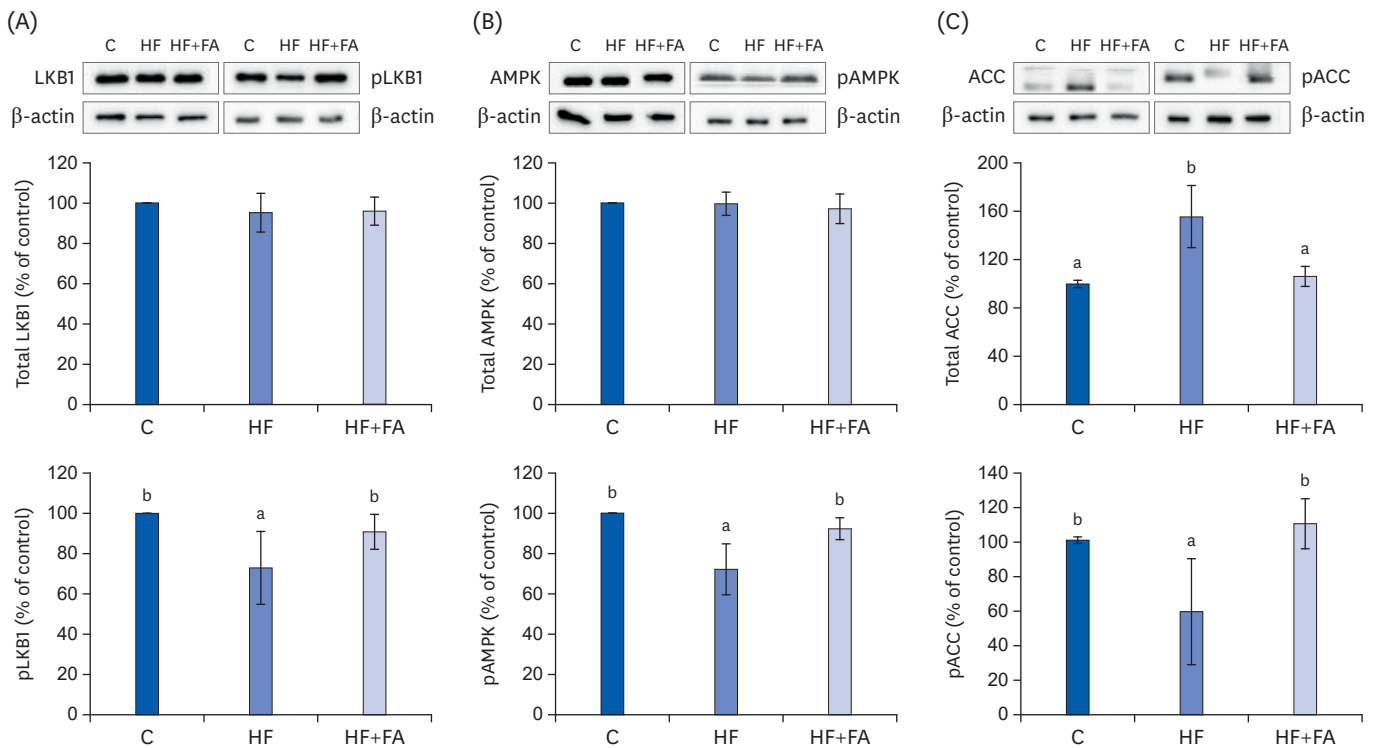 (A)
C HF HF+FA C HF HF+FA
LKB1 pLKB1
β-actin β-actin
120
100
80
60
40
20
0
Total LKB1 (% of control)
C HF HF+FA
120
100
80
60
40
20
0
pLKB1 (% of control)
b
a
b
C HF HF+FA
(B)
C HF HF+FA C HF HF+FA
AMPK pAMPK
β-actin β-actin
120
100
80
60
40
20
0
Total AMPK (% of control)
C HF HF+FA
120
100
80
60
40
20
0
pAMPK (% of control)
b
a
b
C HF HF+FA
(C)
C HF HF+FA C HF HF+FA
ACC pACC
β-actin β-actin
200
160
120
80
40
0
Total ACC (% of control)
a
b
a
C HF HF+FA
140
120
100
80
60
40
20
0
pACC (% of control)
b
a
b
C HF HF+FA